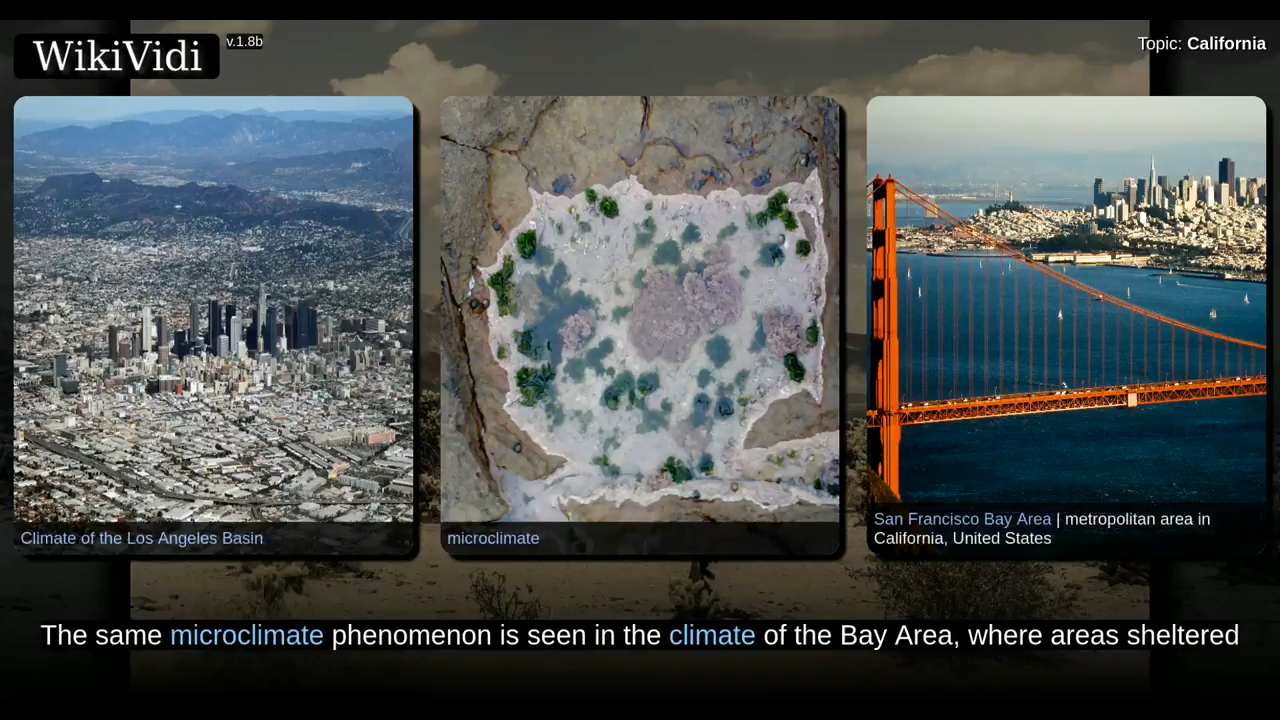 WikiVidi
v.1.8b
Topic: California
Climate of the Los Angeles Basin
microclimate
San Francisco Bay Area | metropolitan area in
California, United States
The same microclimate phenomenon is seen in the climate of the Bay Area, where areas sheltered